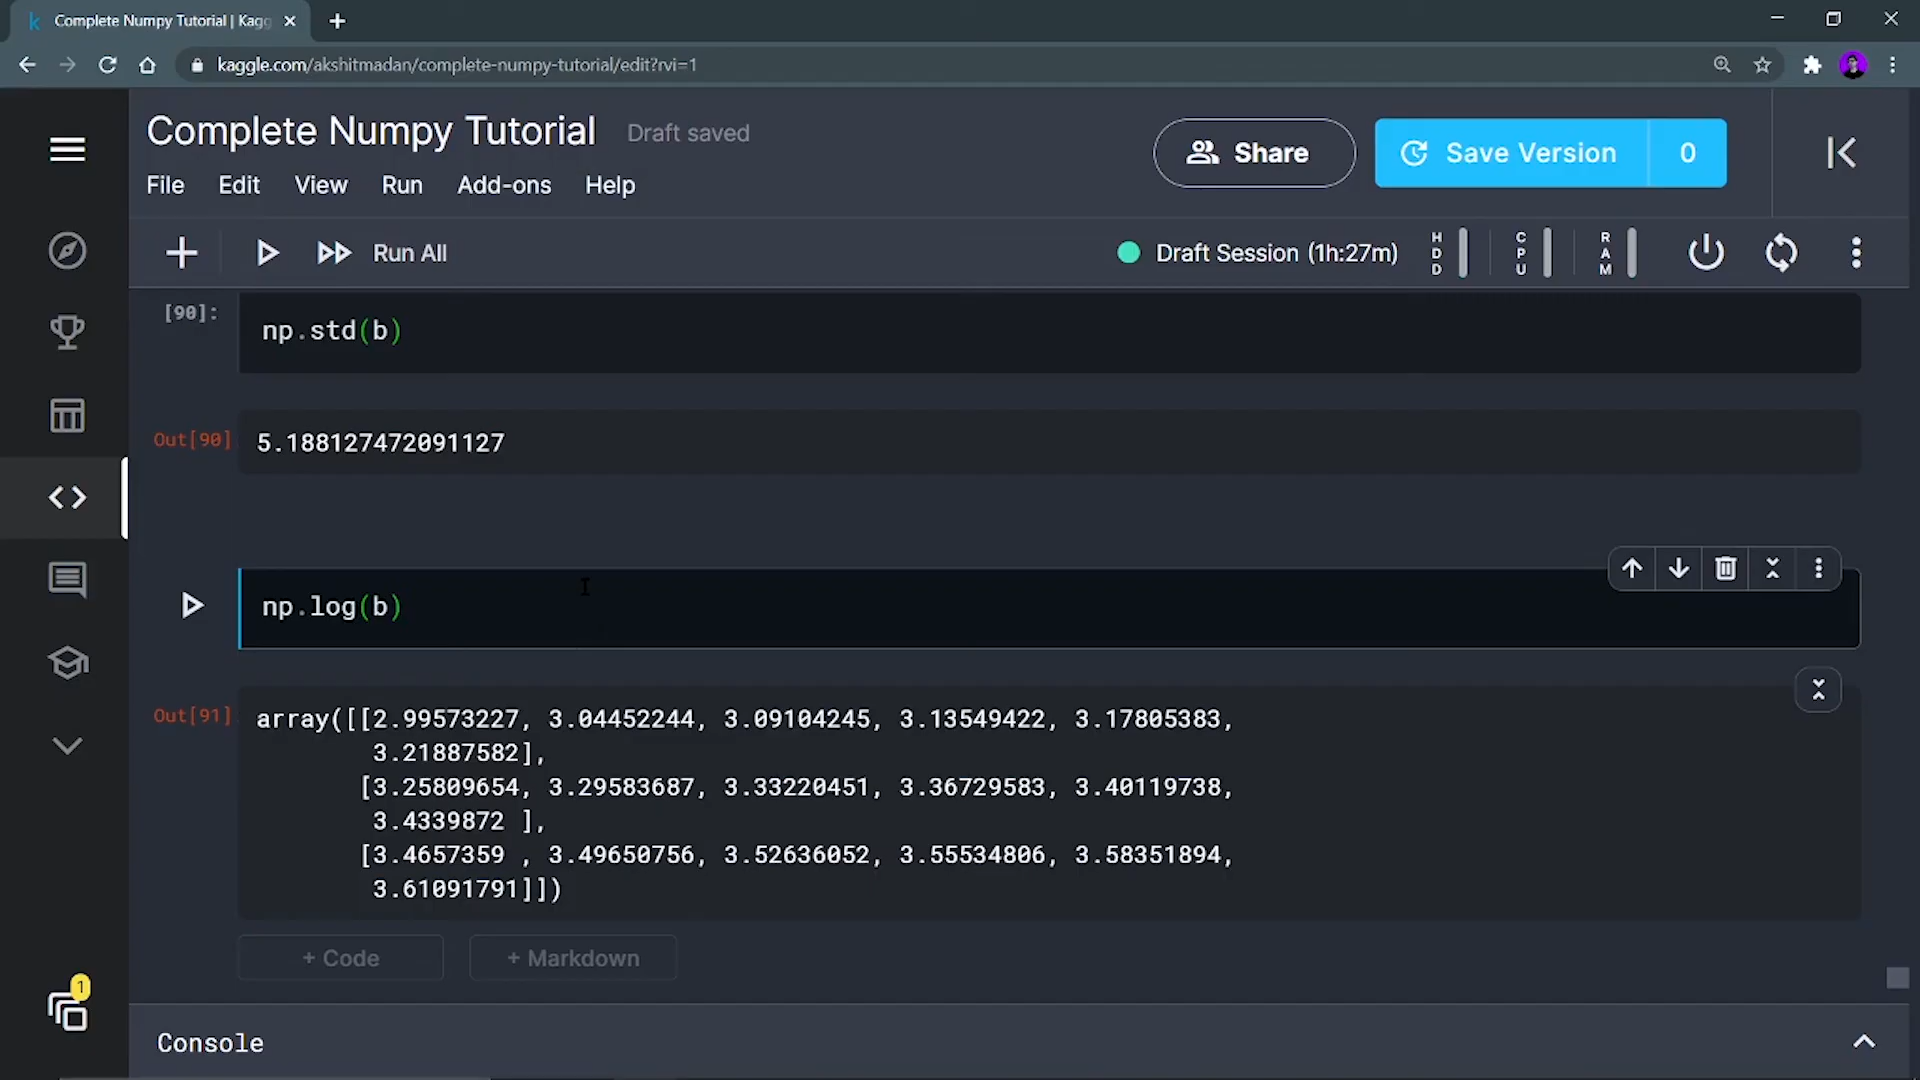 Complete Numpy Tutorial | Kagg
kaggle.com/akshitmadan/complete-numpy-tutorial/edit?rvi=1
Complete Numpy Tutorial Draft saved
Share
Save Version 0
File Edit View Run Add-ons Help
Run All
Draft Session (1h:27m)
HDD
CPU
RAM
[90]:
np.std(b)
Out[90]
5.188127472091127
np.log(b)
Out[91]
array([[2.99573227, 3.04452244, 3.09104245, 3.13549422, 3.17805383,
3.21887582],
[3.25809654, 3.29583687, 3.33220451, 3.36729583, 3.40119738,
3.4339872 ],
[3.4657359 , 3.49650756, 3.52636052, 3.55534806, 3.58351894,
3.61091791]])
+ Code + Markdown
1
Console